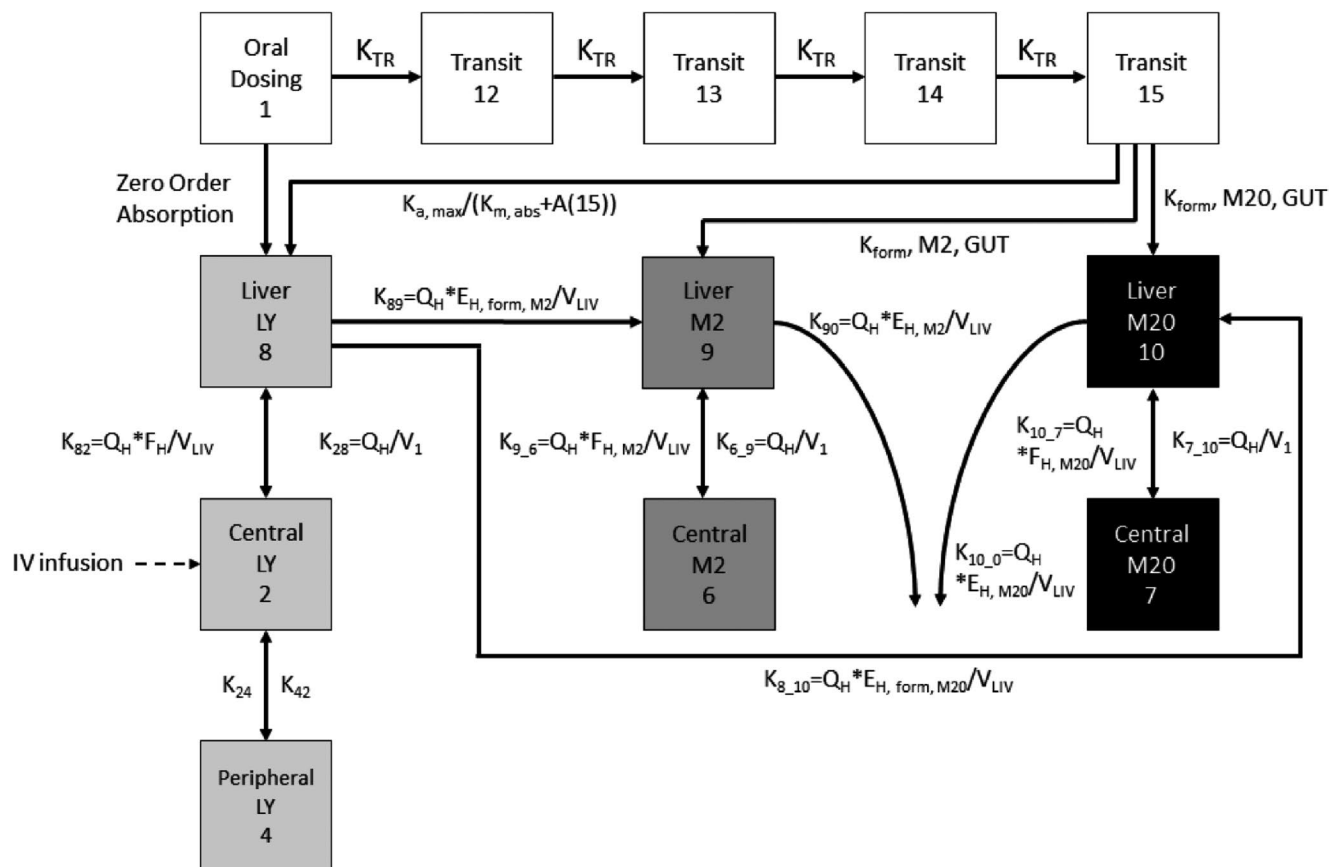 Oral
Dosing
1
K_TR
Transit
12
K_TR
Transit
13
K_TR
Transit
14
K_TR
Transit
15
Zero Order
Absorption
K_a, max/(K_m, abs+A(15))
K_form, M2, GUT
K_form, M20, GUT
Liver
LY
8
K_89=Q_H*E_H, form, M2/V_LIV
Liver
M2
9
K_90=Q_H*E_H, M2/V_LIV
Liver
M20
10
K_82=Q_H*F_H/V_LIV
K_28=Q_H/V_1
K_9_6=Q_H*F_H, M2/V_LIV
K_6_9=Q_H/V_1
K_10_7=Q_H
*F_H, M20/V_LIV
K_7_10=Q_H/V_1
IV infusion
Central
LY
2
Central
M2
6
K_10_0=Q_H
*E_H, M20/V_LIV
Central
M20
7
K_24
K_42
K_8_10=Q_H*E_H, form, M20/V_LIV
Peripheral
LY
4